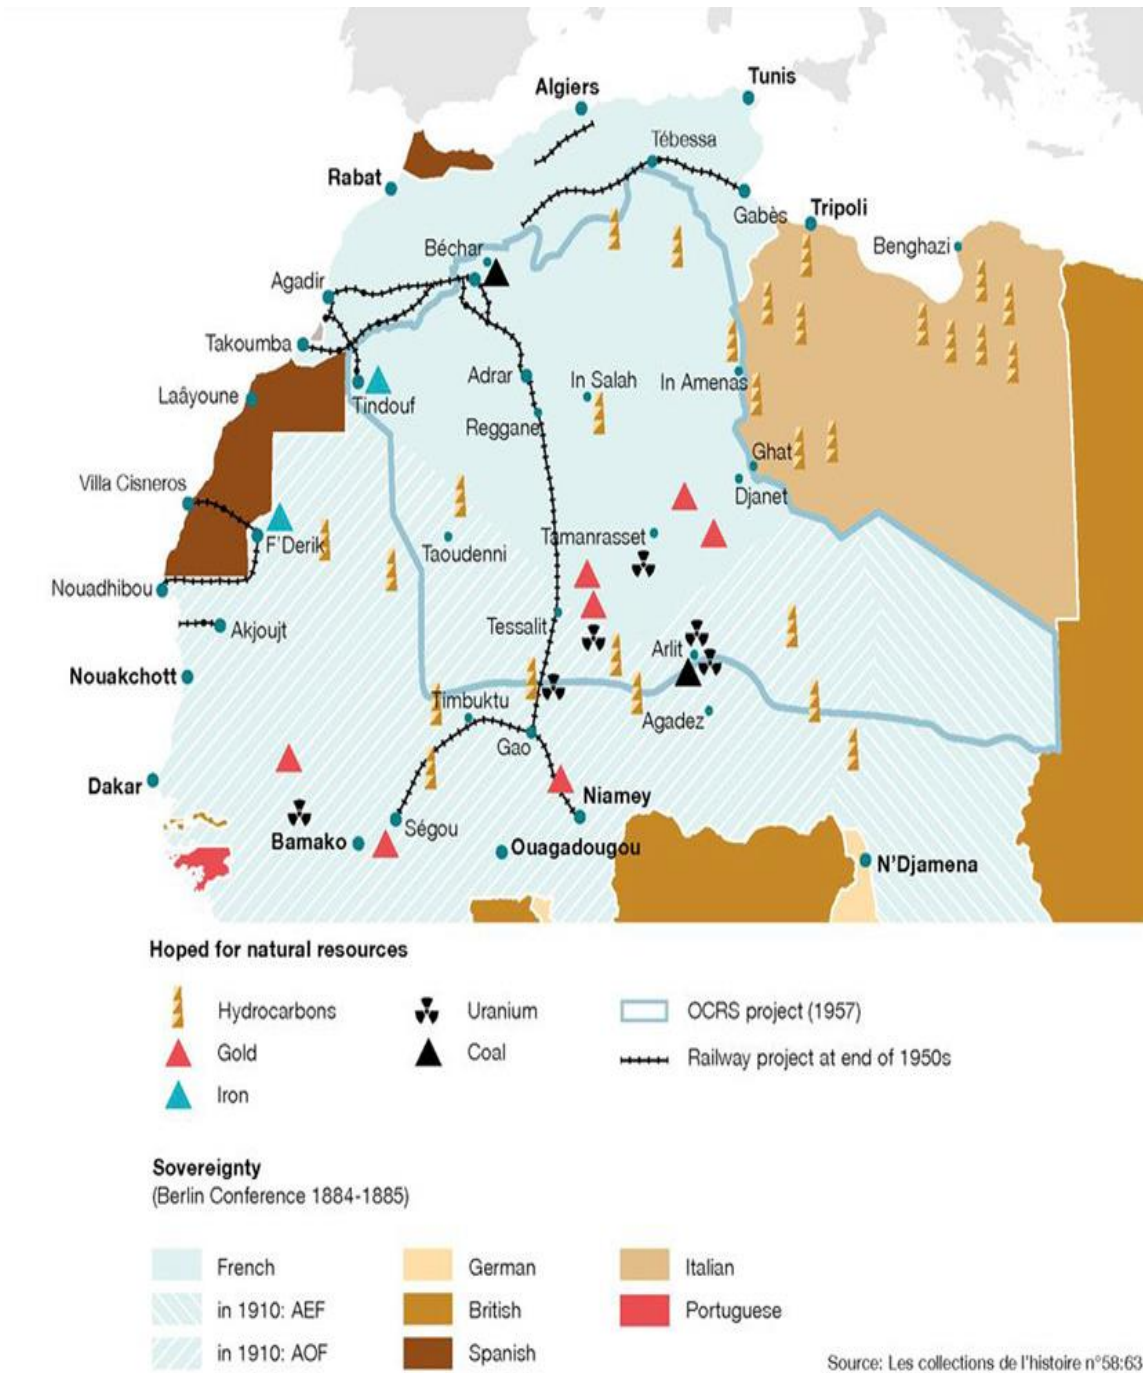 Tunis
Algiers
Tébessa
Rabat
Gabès
Tripoli
Benghazi
Béchar
Agadir
Takoumba
Adrar
In Salah
In Amenas
Laâyoune
Tindouf
Reggane
Ghat
Villa Cisneros
Djanet
F'Derik
Taoudenni
Tamanrasset
Nouadhibou
Akjoujt
Tessalit
Arlit
Nouakchott
Timbuktu
Agadez
Gao
Dakar
Niamey
Ségou
Bamako
Ouagadougou
N'Djamena
Hoped for natural resources
Hydrocarbons
Uranium
OCRS project (1957)
Gold
Coal
Railway project at end of 1950s
Iron
Sovereignty
(Berlin Conference 1884-1885)
French
German
Italian
in 1910: AEF
British
Portuguese
in 1910: AOF
Spanish
Source: Les collections de l'histoire n°58:63